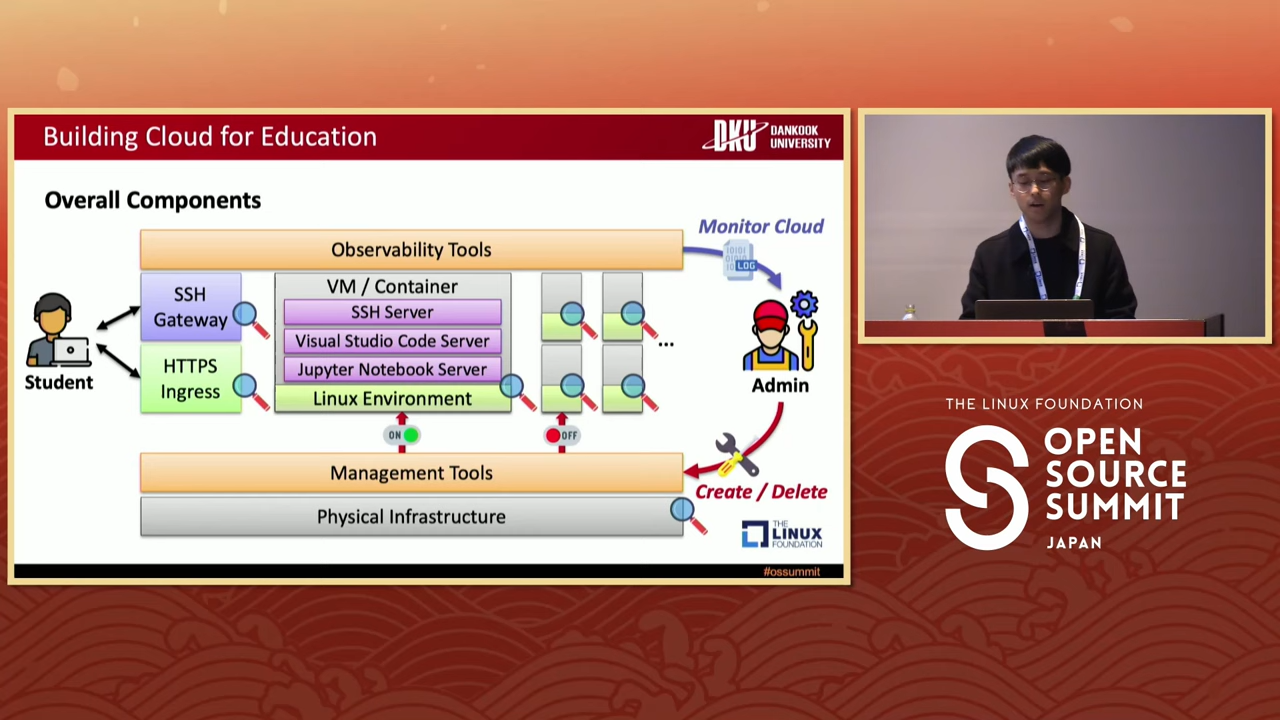 Building Cloud for Education
DKU DANKOOK
UNIVERSITY
Overall Components
Monitor Cloud
Observability Tools
LOG
SSH
Gateway
HTTPS
Ingress
Student
VM / Container
SSH Server
Visual Studio Code Server
Jupyter Notebook Server
Linux Environment
...
Admin
ON
OFF
Management Tools
Create / Delete
Physical Infrastructure
THE
LINUX
FOUNDATION
#ossummit
THE LINUX FOUNDATION
OPEN
SOURCE
SUMMIT
JAPAN